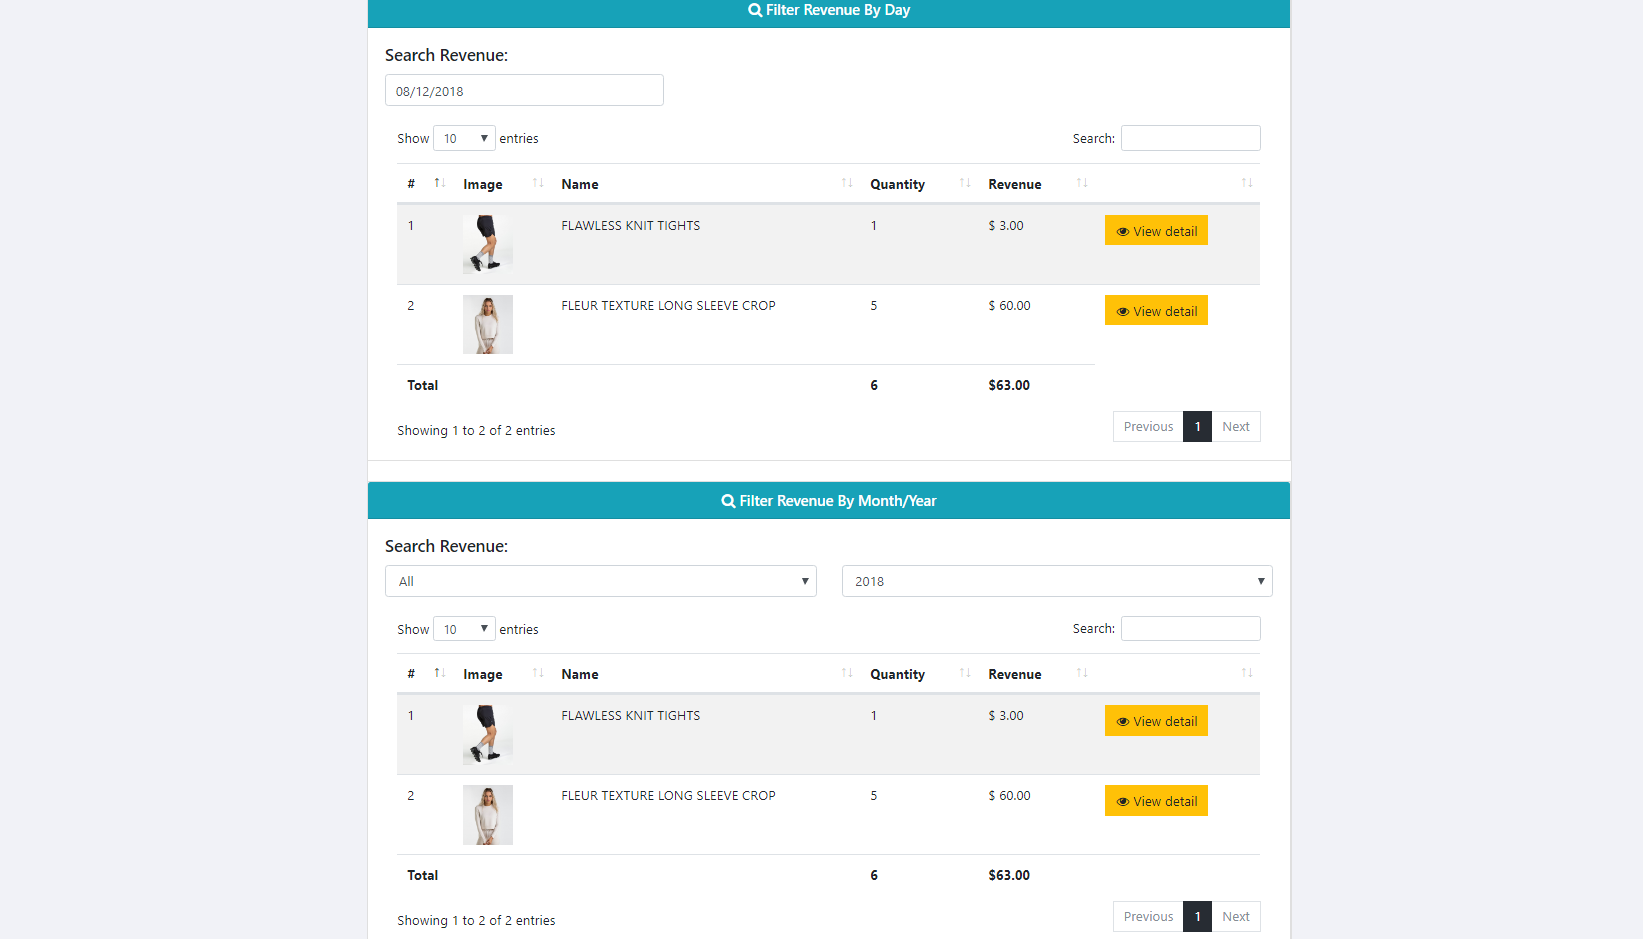 Filter Revenue By Day
Search Revenue:
08/12/2018
Show 10 entries Search:
# Image Name Quantity Revenue
1 FLAWLESS KNIT TIGHTS 1 $ 3.00 View detail
2 FLEUR TEXTURE LONG SLEEVE CROP 5 $ 60.00 View detail
Total 6 $63.00
Showing 1 to 2 of 2 entries Previous 1 Next
Filter Revenue By Month/Year
Search Revenue:
All 2018
Show 10 entries Search:
# Image Name Quantity Revenue
1 FLAWLESS KNIT TIGHTS 1 $ 3.00 View detail
2 FLEUR TEXTURE LONG SLEEVE CROP 5 $ 60.00 View detail
Total 6 $63.00
Showing 1 to 2 of 2 entries Previous 1 Next